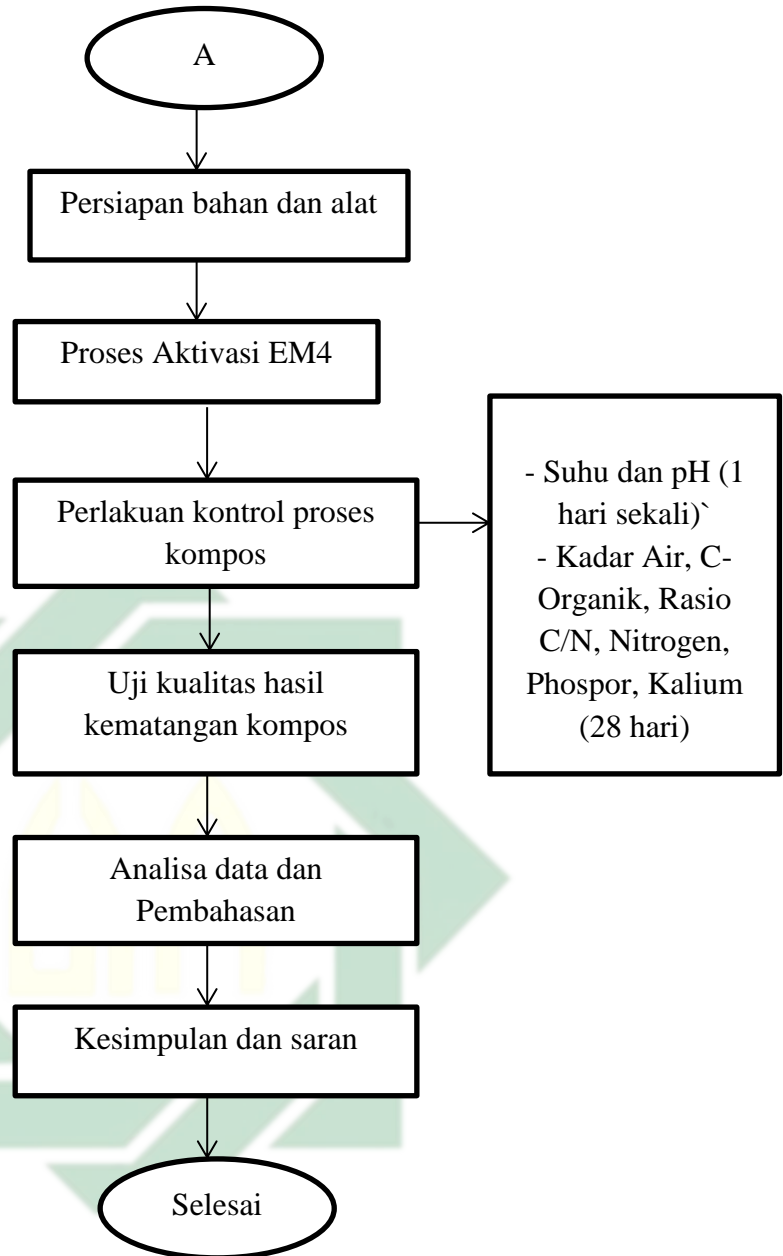 A
Persiapan bahan dan alat
Proses Aktivasi EM4
Perlakuan kontrol proses
kompos
- Suhu dan pH (1
hari sekali)`
- Kadar Air, C-
Organik, Rasio
C/N, Nitrogen,
Phospor, Kalium
(28 hari)
Uji kualitas hasil
kematangan kompos
Analisa data dan
Pembahasan
Kesimpulan dan saran
Selesai